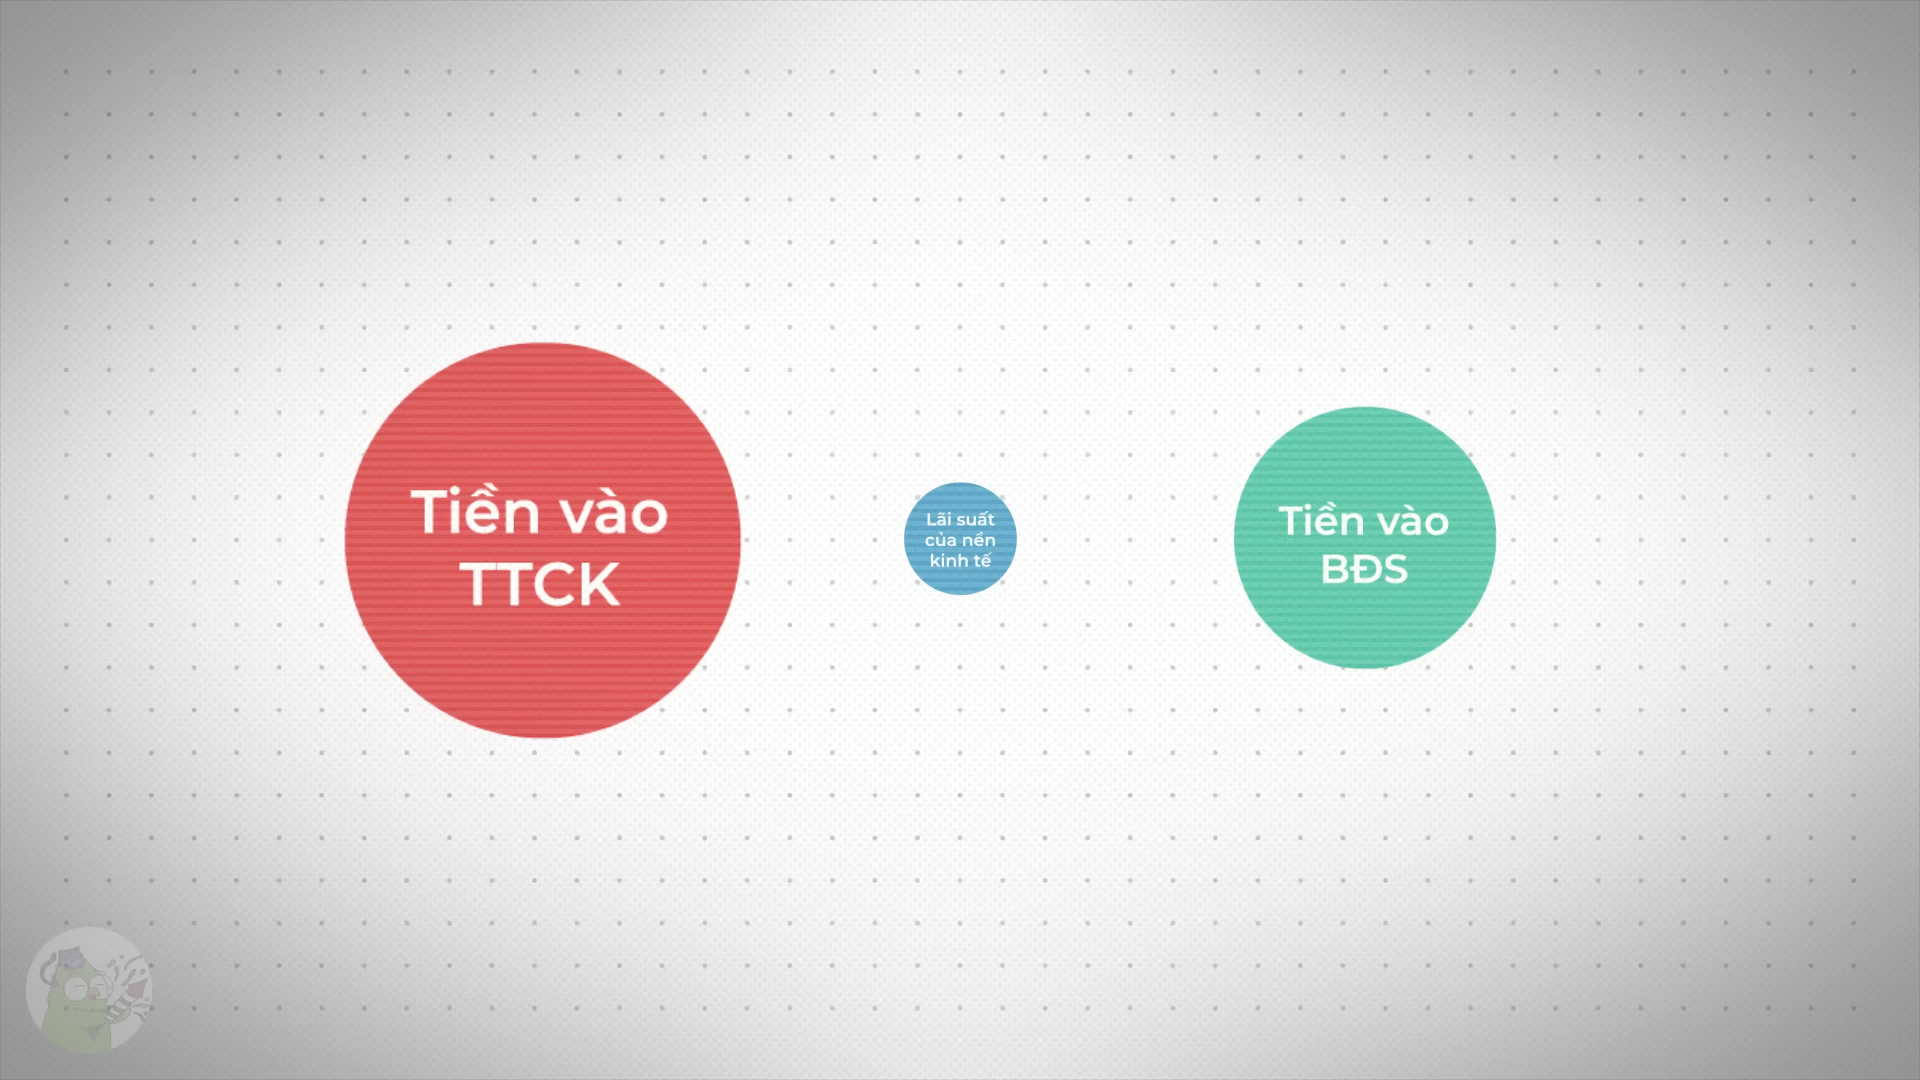 Tiền vào
TTCK
Lãi suất
của nền
kinh tế
Tiền vào
BĐS